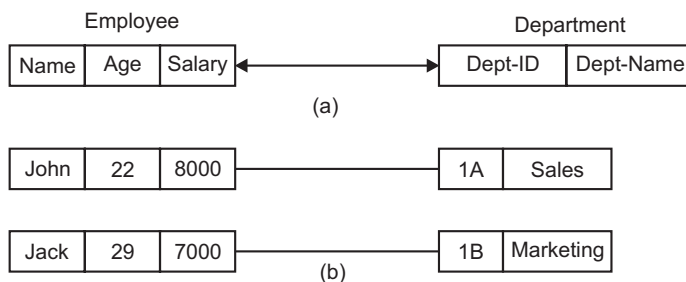 Employee Department
Name Age Salary Dept-ID Dept-Name
(a)
John 22 8000 1A Sales
Jack 29 7000 1B Marketing
(b)